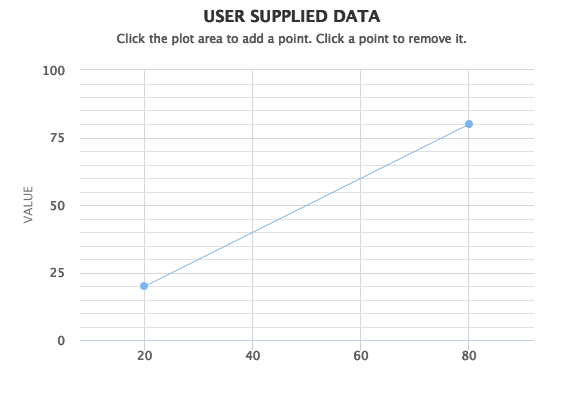 USER SUPPLIED DATA
Click the plot area to add a point. Click a point to remove it.
100
75
50
25
0
VALUE
20 40 60 80